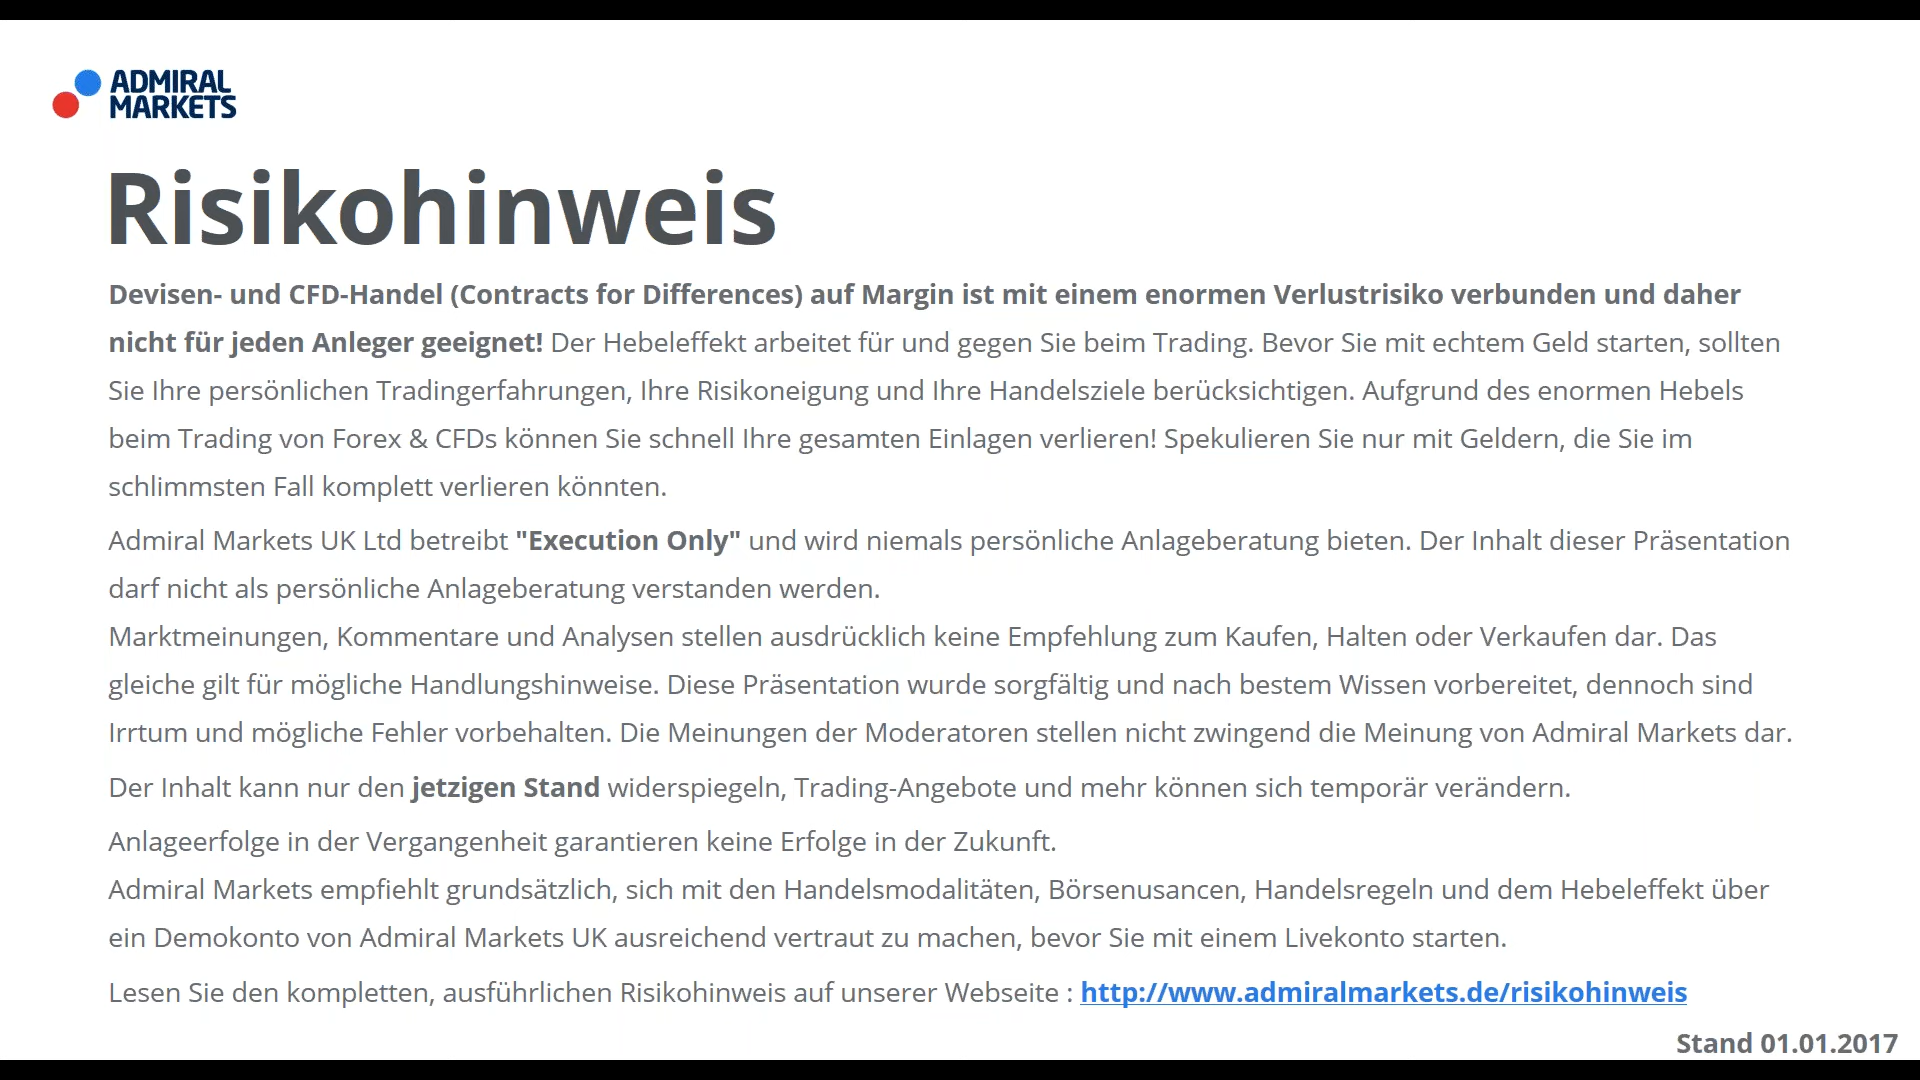 ADMIRAL
MARKETS
Risikohinweis
Devisen- und CFD-Handel (Contracts for Differences) auf Margin ist mit einem enormen Verlustrisiko verbunden und daher
nicht für jeden Anleger geeignet! Der Hebeleffekt arbeitet für und gegen Sie beim Trading. Bevor Sie mit echtem Geld starten, sollten
Sie Ihre persönlichen Tradingerfahrungen, Ihre Risikoneigung und Ihre Handelsziele berücksichtigen. Aufgrund des enormen Hebels
beim Trading von Forex & CFDs können Sie schnell Ihre gesamten Einlagen verlieren! Spekulieren Sie nur mit Geldern, die Sie im
schlimmsten Fall komplett verlieren könnten.
Admiral Markets UK Ltd betreibt "Execution Only" und wird niemals persönliche Anlageberatung bieten. Der Inhalt dieser Präsentation
darf nicht als persönliche Anlageberatung verstanden werden.
Marktmeinungen, Kommentare und Analysen stellen ausdrücklich keine Empfehlung zum Kaufen, Halten oder Verkaufen dar. Das
gleiche gilt für mögliche Handlungshinweise. Diese Präsentation wurde sorgfältig und nach bestem Wissen vorbereitet, dennoch sind
Irrtum und mögliche Fehler vorbehalten. Die Meinungen der Moderatoren stellen nicht zwingend die Meinung von Admiral Markets dar.
Der Inhalt kann nur den jetzigen Stand widerspiegeln, Trading-Angebote und mehr können sich temporär verändern.
Anlageerfolge in der Vergangenheit garantieren keine Erfolge in der Zukunft.
Admiral Markets empfiehlt grundsätzlich, sich mit den Handelsmodalitäten, Börsenusancen, Handelsregeln und dem Hebeleffekt über
ein Demokonto von Admiral Markets UK ausreichend vertraut zu machen, bevor Sie mit einem Livekonto starten.
Lesen Sie den kompletten, ausführlichen Risikohinweis auf unserer Webseite : http://www.admiralmarkets.de/risikohinweis
Stand 01.01.2017